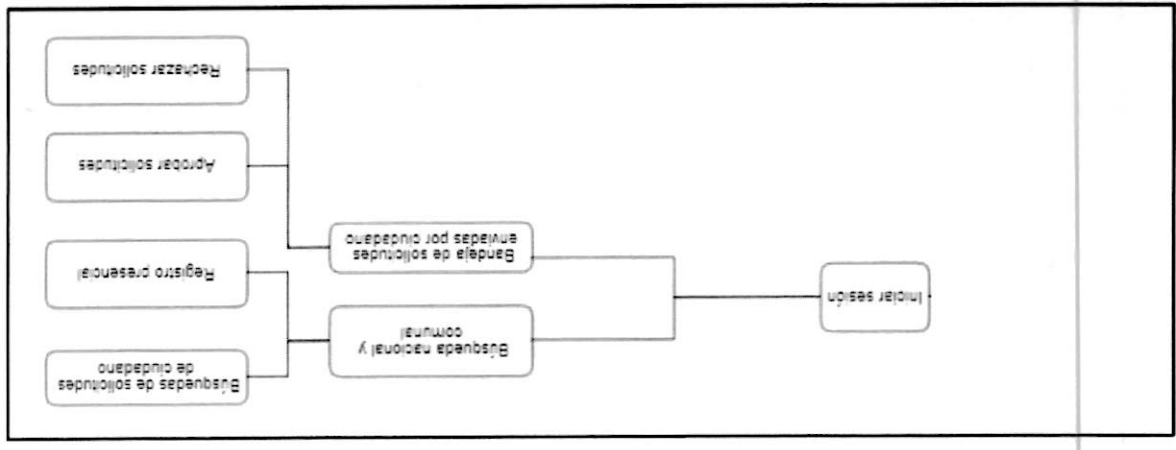 Iniciar sesión
Búsqueda nacional y
comunal
Bandeja de solicitudes
enviadas por ciudadano
Búsquedas de solicitudes
de ciudadano
Registro presencial
Aprobar solicitudes
Rechazar solicitudes